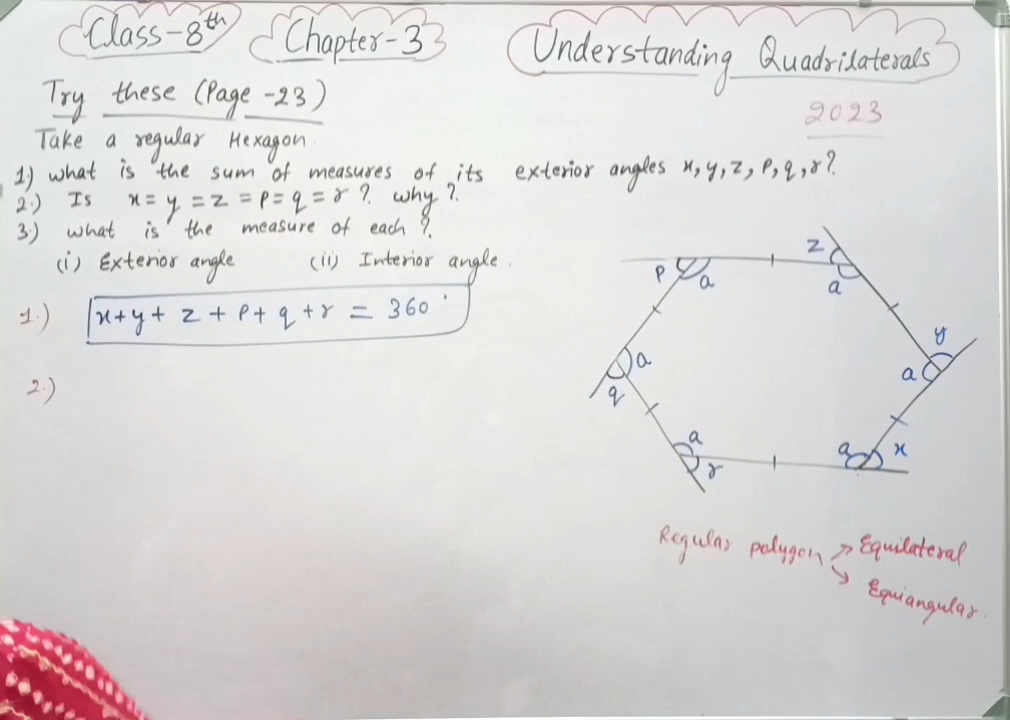 Class-8th Chapter-3 Understanding Quadrilaterals
Try these (Page-23)
2023
Take a regular Hexagon.
1) what is the sum of measures of its exterior angles x, y, z, p, q, r?
2.) Is x = y = z = p = q = r ? why ?
3.) what is the measure of each ?
(i) Exterior angle (ii) Interior angle.
1.) x+y+ z + p+ q + r = 360°
2.)
z
p a
a
y
a
a
q
a
a
x
r
Regular polygon → Equilateral
→ Equiangular.